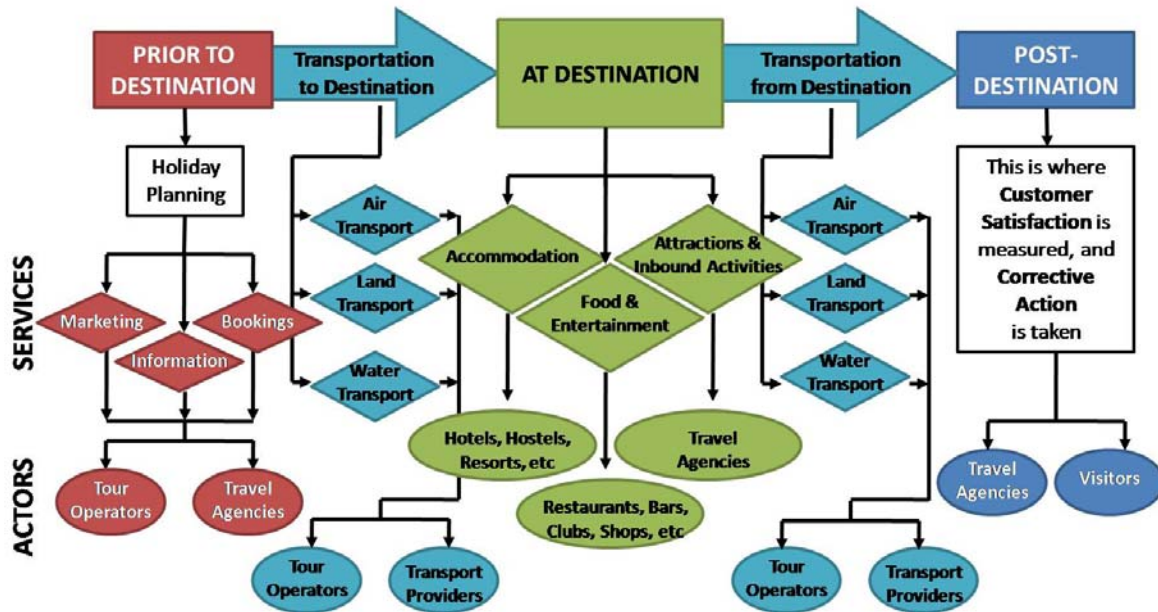 PRIOR TO
DESTINATION
Transportation
to Destination
AT DESTINATION
Transportation
from Destination
POST-
DESTINATION
Holiday
Planning
This is where
Customer
Satisfaction is
measured, and
Corrective
Action
is taken
SERVICES
Marketing
Information
Bookings
Air
Transport
Land
Transport
Water
Transport
Accommodation
Food &
Entertainment
Attractions &
Inbound Activities
Air
Transport
Land
Transport
Water
Transport
ACTORS
Tour
Operators
Travel
Agencies
Tour
Operators
Transport
Providers
Hotels, Hostels,
Resorts, etc
Restaurants, Bars,
Clubs, Shops, etc
Travel
Agencies
Tour
Operators
Transport
Providers
Travel
Agencies
Visitors